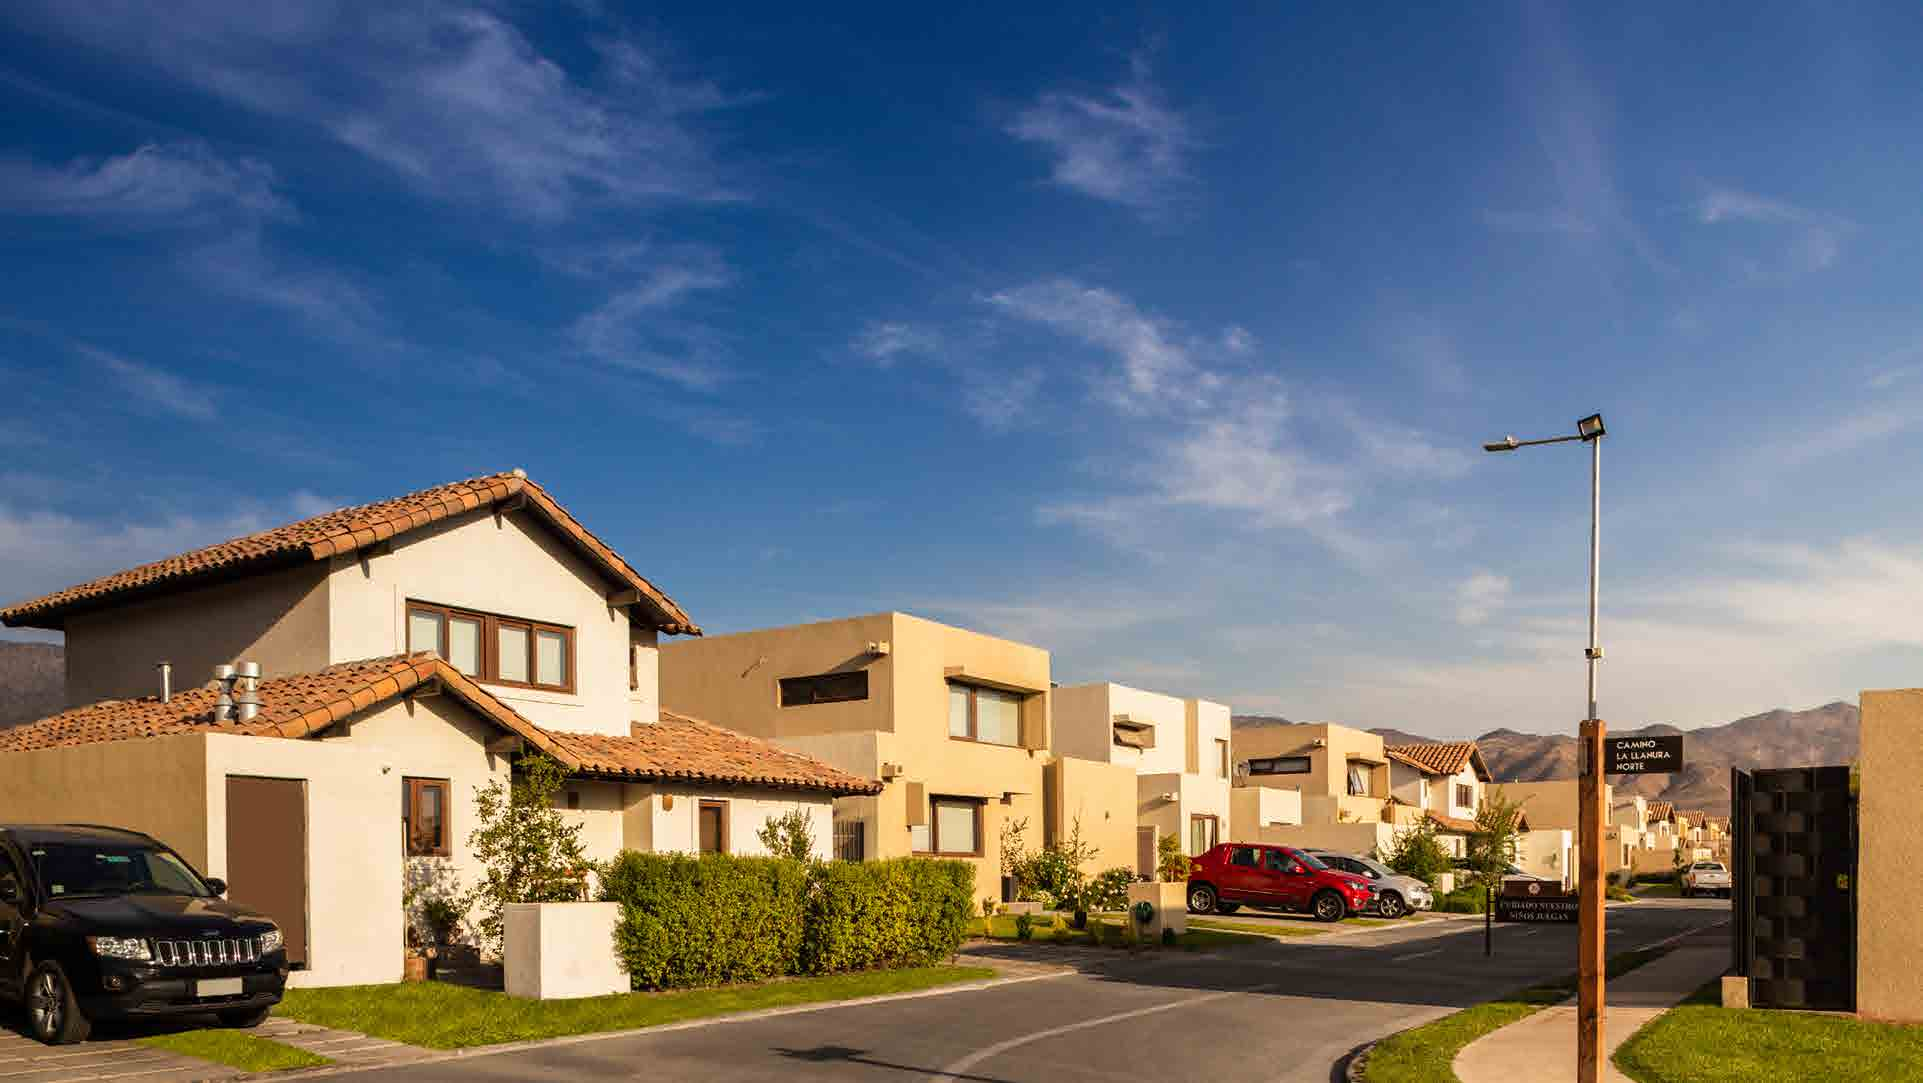 CAMINO
LA LLANURA
NORTE
CUIDADO NUESTROS
NIÑOS JUEGAN